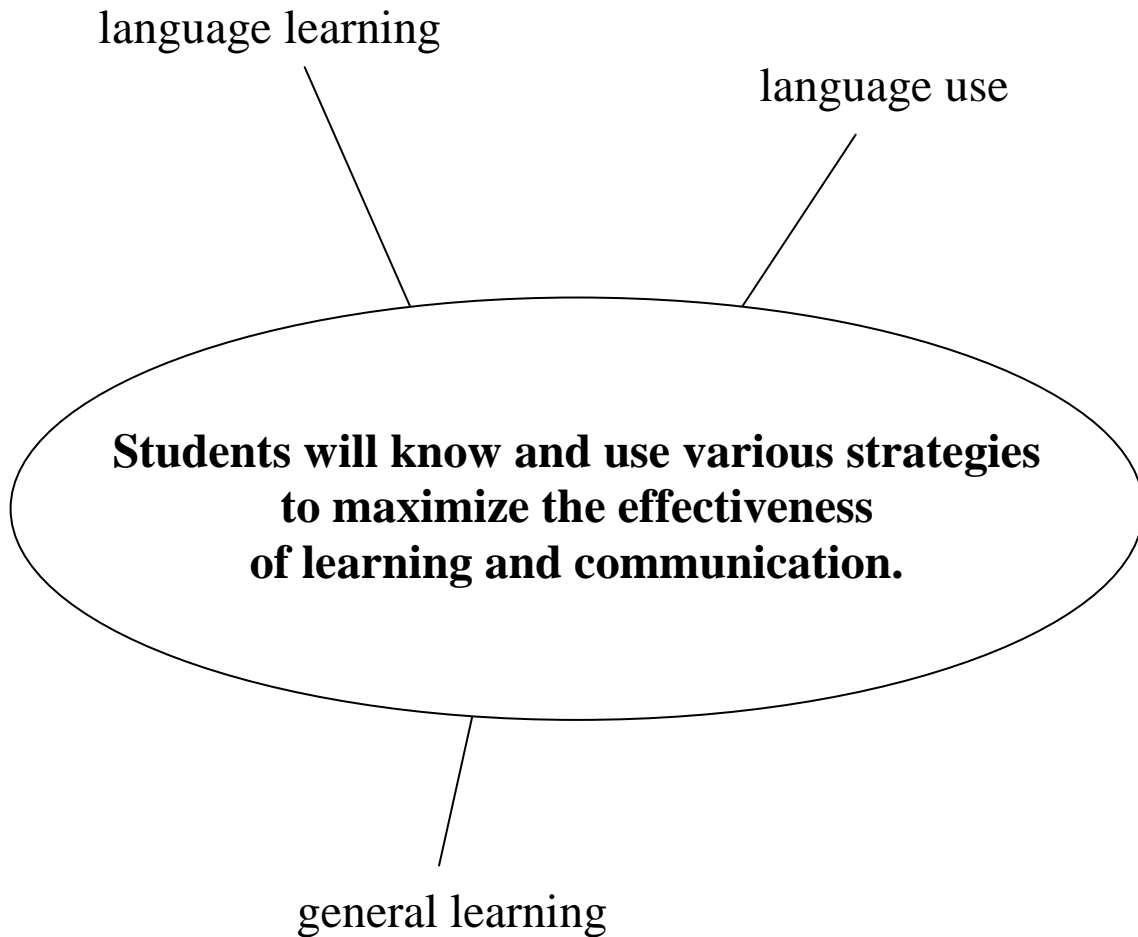 language learning
language use
Students will know and use various strategies
to maximize the effectiveness
of learning and communication.
general learning